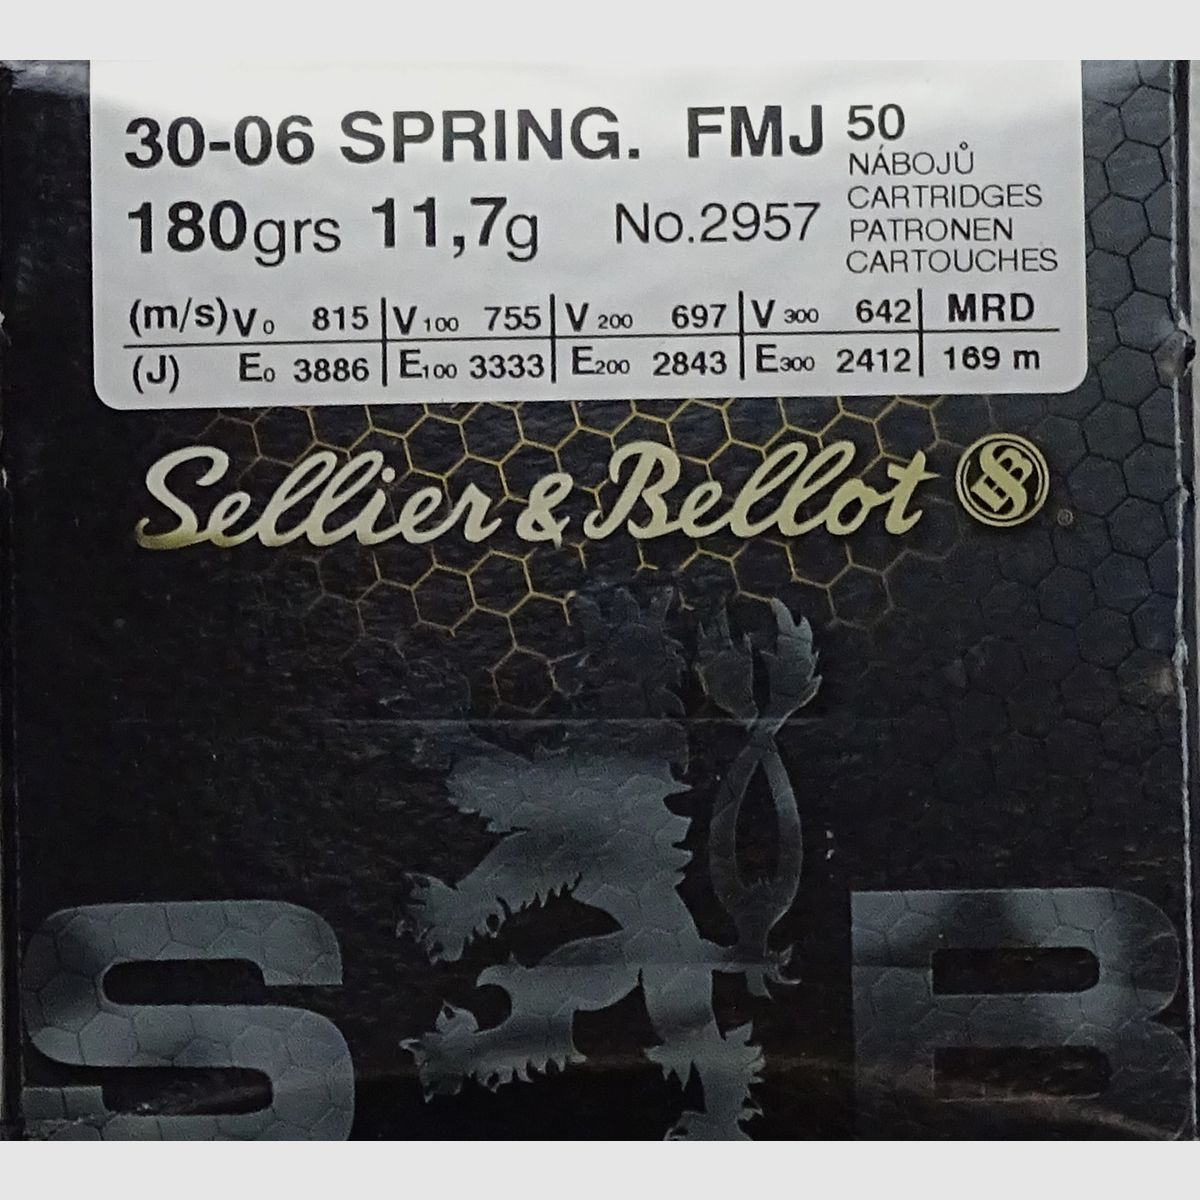 30-06 SPRING. FMJ 50
NÁBOJŮ
CARTRIDGES
180grs 11,7g No.2957
PATRONEN
CARTOUCHES
(m/s) V0 815 V100 755 V200 697 V300 642 MRD
(J) E0 3886 E100 3333 E200 2843 E300 2412 169 m
Sellier & Bellot SB ®
S B